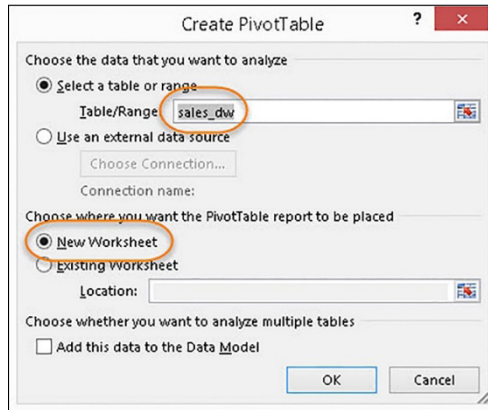 Create PivotTable
?
×
Choose the data that you want to analyze
Select a table or range
Table/Range: sales_dw
Use an external data source
Choose Connection...
Connection name:
Choose where you want the PivotTable report to be placed
New Worksheet
Existing Worksheet
Location:
Choose whether you want to analyze multiple tables
Add this data to the Data Model
OK
Cancel